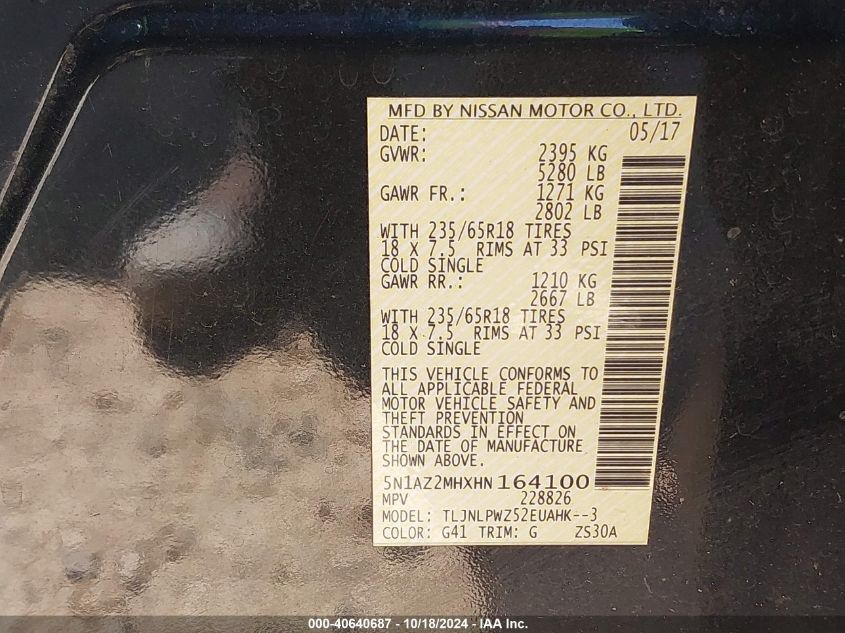 MFD BY NISSAN MOTOR CO., LTD.
DATE: 05/17
GVWR: 2395 KG
5280 LB
GAWR FR.: 1271 KG
2802 LB
WITH 235/65R18 TIRES
18 X 7.5 RIMS AT 33 PSI
COLD SINGLE
GAWR RR.: 1210 KG
2667 LB
WITH 235/65R18 TIRES
18 X 7.5 RIMS AT 33 PSI
COLD SINGLE
THIS VEHICLE CONFORMS TO
ALL APPLICABLE FEDERAL
MOTOR VEHICLE SAFETY AND
THEFT PREVENTION
STANDARDS IN EFFECT ON
THE DATE OF MANUFACTURE
SHOWN ABOVE.
5N1AZ2MHXHN164100
MPV 228826
MODEL: TLJNLPWZ52EUAHK--3
COLOR: G41 TRIM: G ZS30A
000-40640687 - 10/18/2024 - IAA Inc.